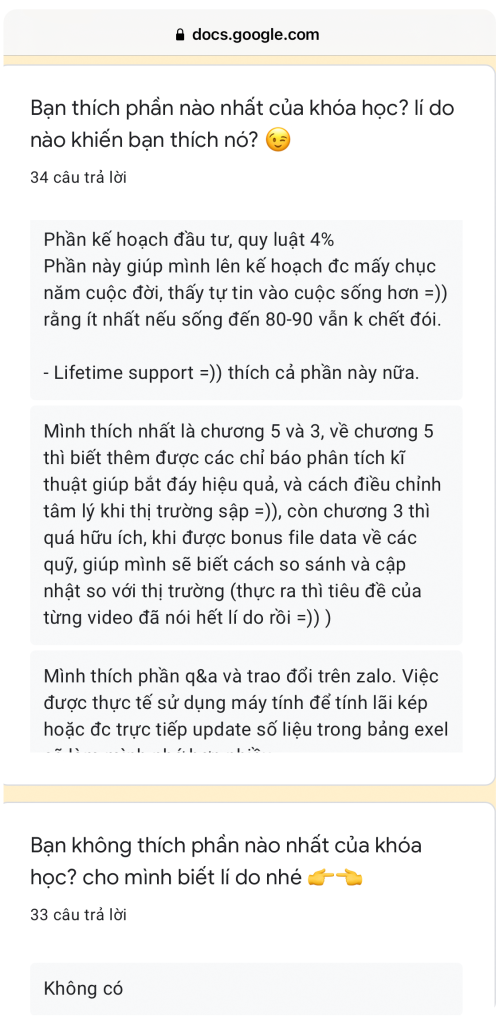 docs.google.com
Bạn thích phần nào nhất của khóa học? lí do
nào khiến bạn thích nó? 😉
34 câu trả lời
Phần kế hoạch đầu tư, quy luật 4%
Phần này giúp mình lên kế hoạch đc mấy chục
năm cuộc đời, thấy tự tin vào cuộc sống hơn =))
rằng ít nhất nếu sống đến 80-90 vẫn k chết đói.
- Lifetime support =)) thích cả phần này nữa.
Mình thích nhất là chương 5 và 3, về chương 5
thì biết thêm được các chỉ báo phân tích kĩ
thuật giúp bắt đáy hiệu quả, và cách điều chỉnh
tâm lý khi thị trường sập =)), còn chương 3 thì
quá hữu ích, khi được bonus file data về các
quỹ, giúp mình sẽ biết cách so sánh và cập
nhật so với thị trường (thực ra thì tiêu đề của
từng video đã nói hết lí do rồi =)) )
Mình thích phần q&a và trao đổi trên zalo. Việc
được thực tế sử dụng máy tính để tính lãi kép
hoặc đc trực tiếp update số liệu trong bảng exel
Bạn không thích phần nào nhất của khóa
học? cho mình biết lí do nhé 👉👈
33 câu trả lời
Không có